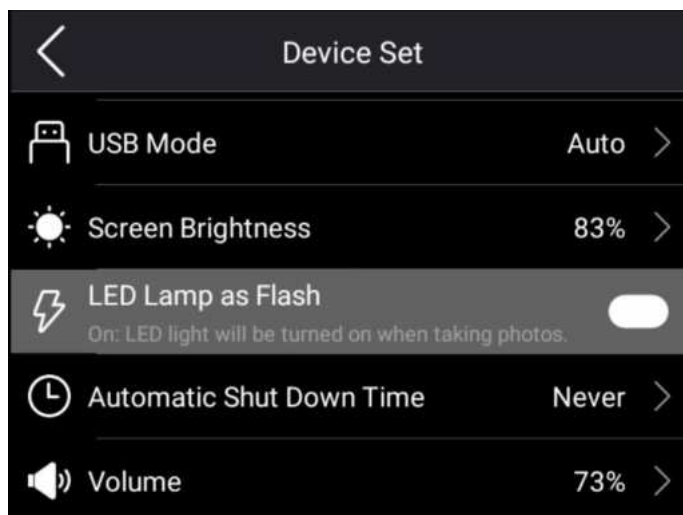 Device Set
USB Mode Auto
Screen Brightness 83%
LED Lamp as Flash
On: LED light will be turned on when taking photos.
Automatic Shut Down Time Never
Volume 73%